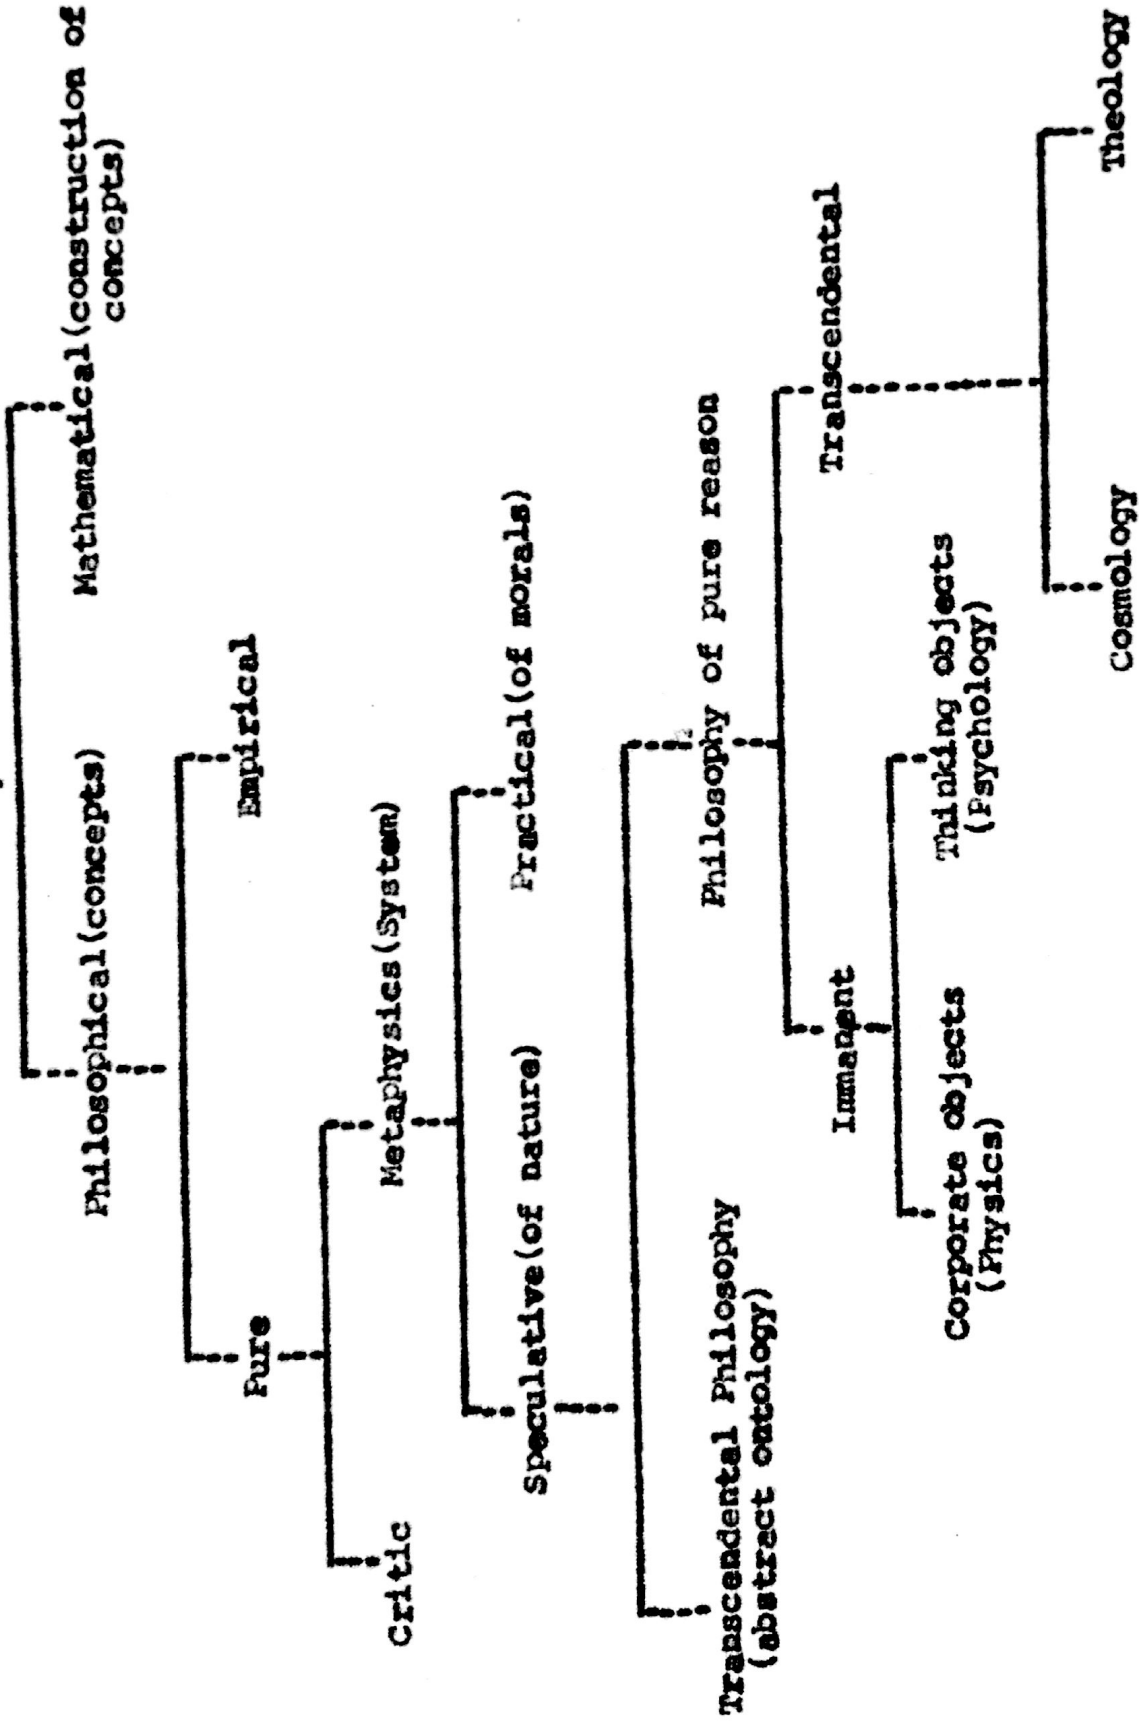 Philosophical(concepts)
Mathematical(construction of
concepts)
Pure
Empirical
Critic
Metaphysics(System)
Speculative(of nature)
Practical(of morals)
Transcendental Philosophy
(abstract ontology)
Philosophy of pure reason
Immanent
Transcendental
Corporate objects
(Physics)
Thinking objects
(Psychology)
Cosmology
Theology